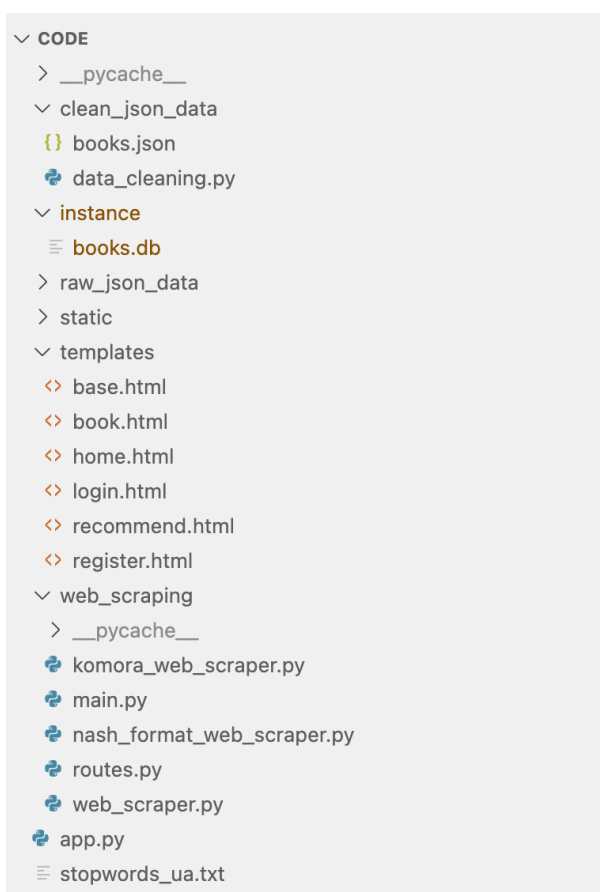 CODE
__pycache__
clean_json_data
{} books.json
data_cleaning.py
instance
books.db
raw_json_data
static
templates
<> base.html
<> book.html
<> home.html
<> login.html
<> recommend.html
<> register.html
web_scraping
__pycache__
komora_web_scraper.py
main.py
nash_format_web_scraper.py
routes.py
web_scraper.py
app.py
stopwords_ua.txt